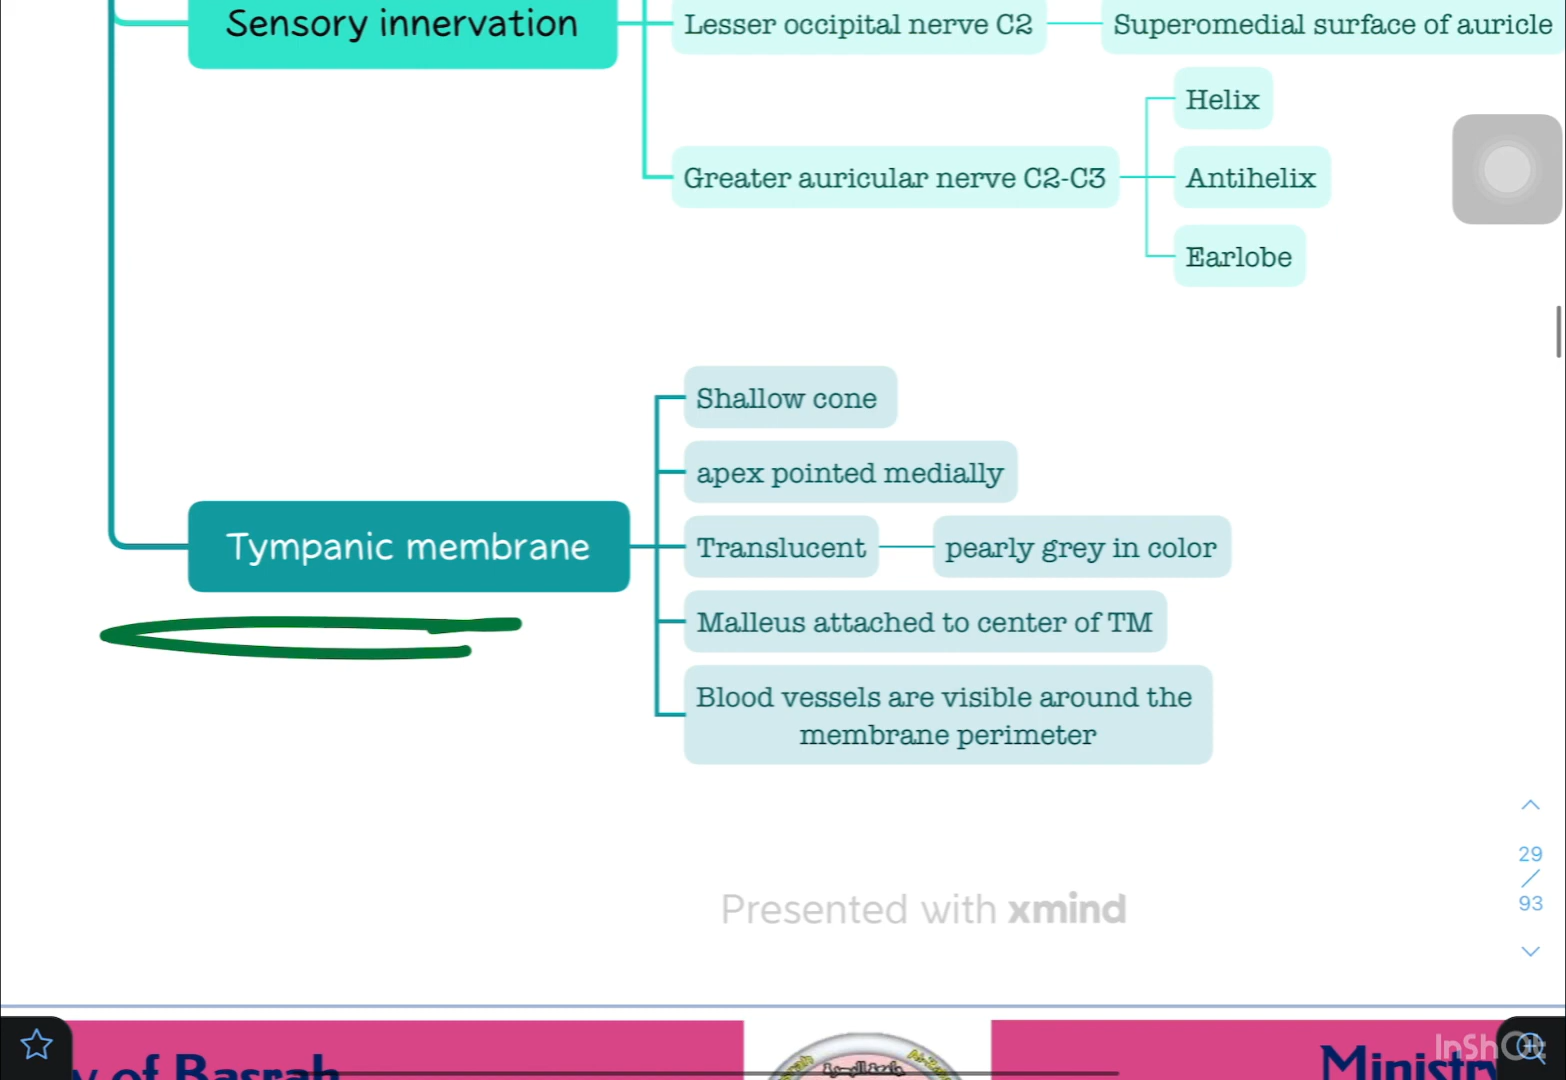 Sensory innervation
Lesser occipital nerve C2
Superomedial surface of auricle
Helix
Greater auricular nerve C2-C3
Antihelix
Earlobe
Shallow cone
apex pointed medially
Tympanic membrane
Translucent
pearly grey in color
Malleus attached to center of TM
Blood vessels are visible around the
membrane perimeter
29
/
93
Presented with xmind
y of Basrah
جامعة البصرة
Ministry
InShOt